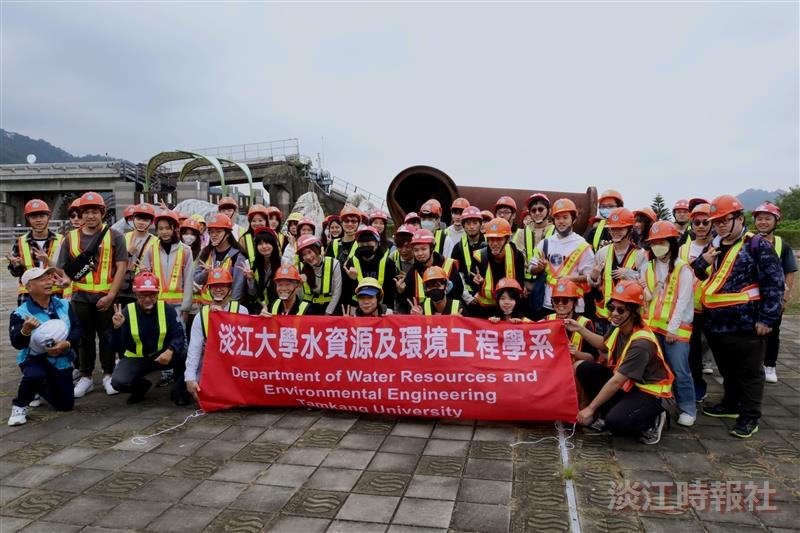 淡江大學水資源及環境工程學系
Department of Water Resources and
Environmental Engineering
Tamkang University
淡江時報社